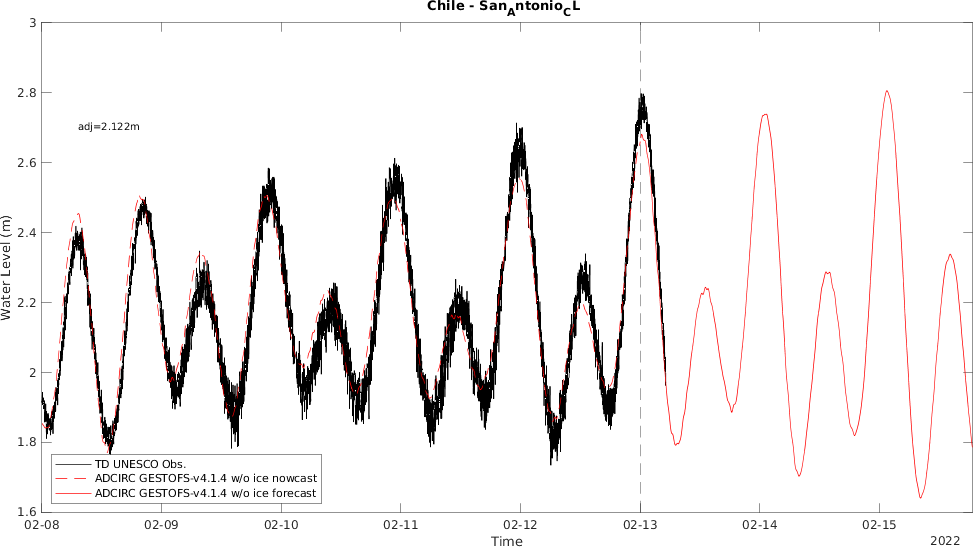 Chile - SanAntonioCL
3
2.8
2.6
2.4
2.2
2
1.8
1.6
Water Level (m)
adj=2.122m
TD UNESCO Obs.
ADCIRC GESTOFS-v4.1.4 w/o ice nowcast
ADCIRC GESTOFS-v4.1.4 w/o ice forecast
02-08 02-09 02-10 02-11 02-12 02-13 02-14 02-15
Time
2022